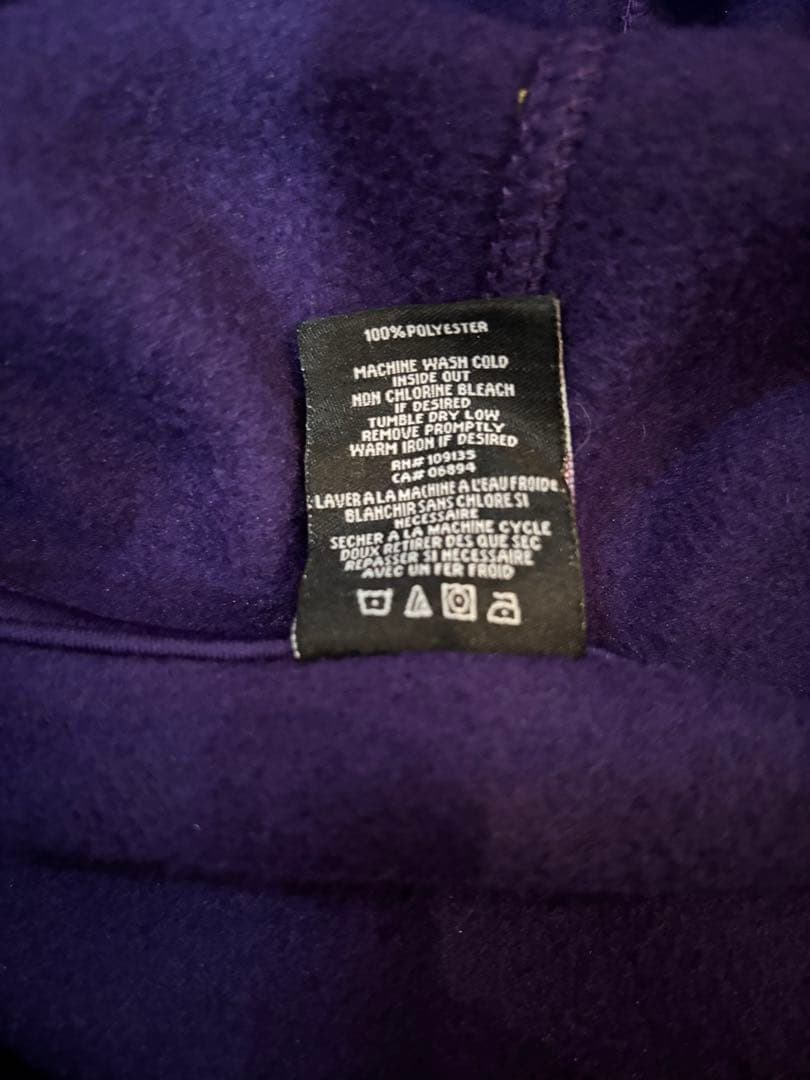 100% POLYESTER
MACHINE WASH COLD
INSIDE OUT
NON CHLORINE BLEACH
IF DESIRED
TUMBLE DRY LOW
REMOVE PROMPTLY
WARM IRON IF DESIRED
RN# 109135
CA# 06894
LAVER A LA MACHINE A L'EAU FROIDE
BLANCHIR SANS CHLORE SI
NECESSAIRE
SECHER A LA MACHINE CYCLE
DOUX RETIRER DES QUE SEC
REPASSER SI NECESSAIRE
AVEC UN FER FROID